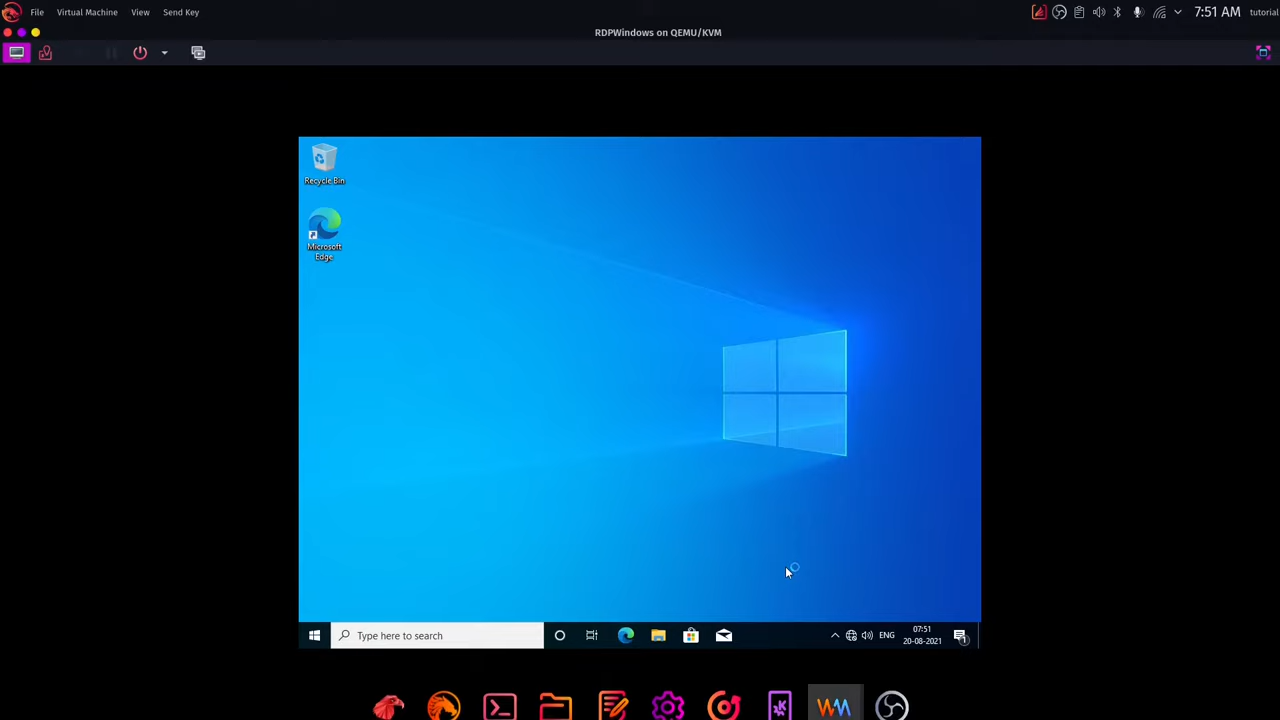 File Virtual Machine View Send Key
7:51 AM tutorial
RDPWindows on QEMU/KVM
Recycle Bin
Microsoft
Edge
Type here to search
ENG
07:51
20-08-2021
1